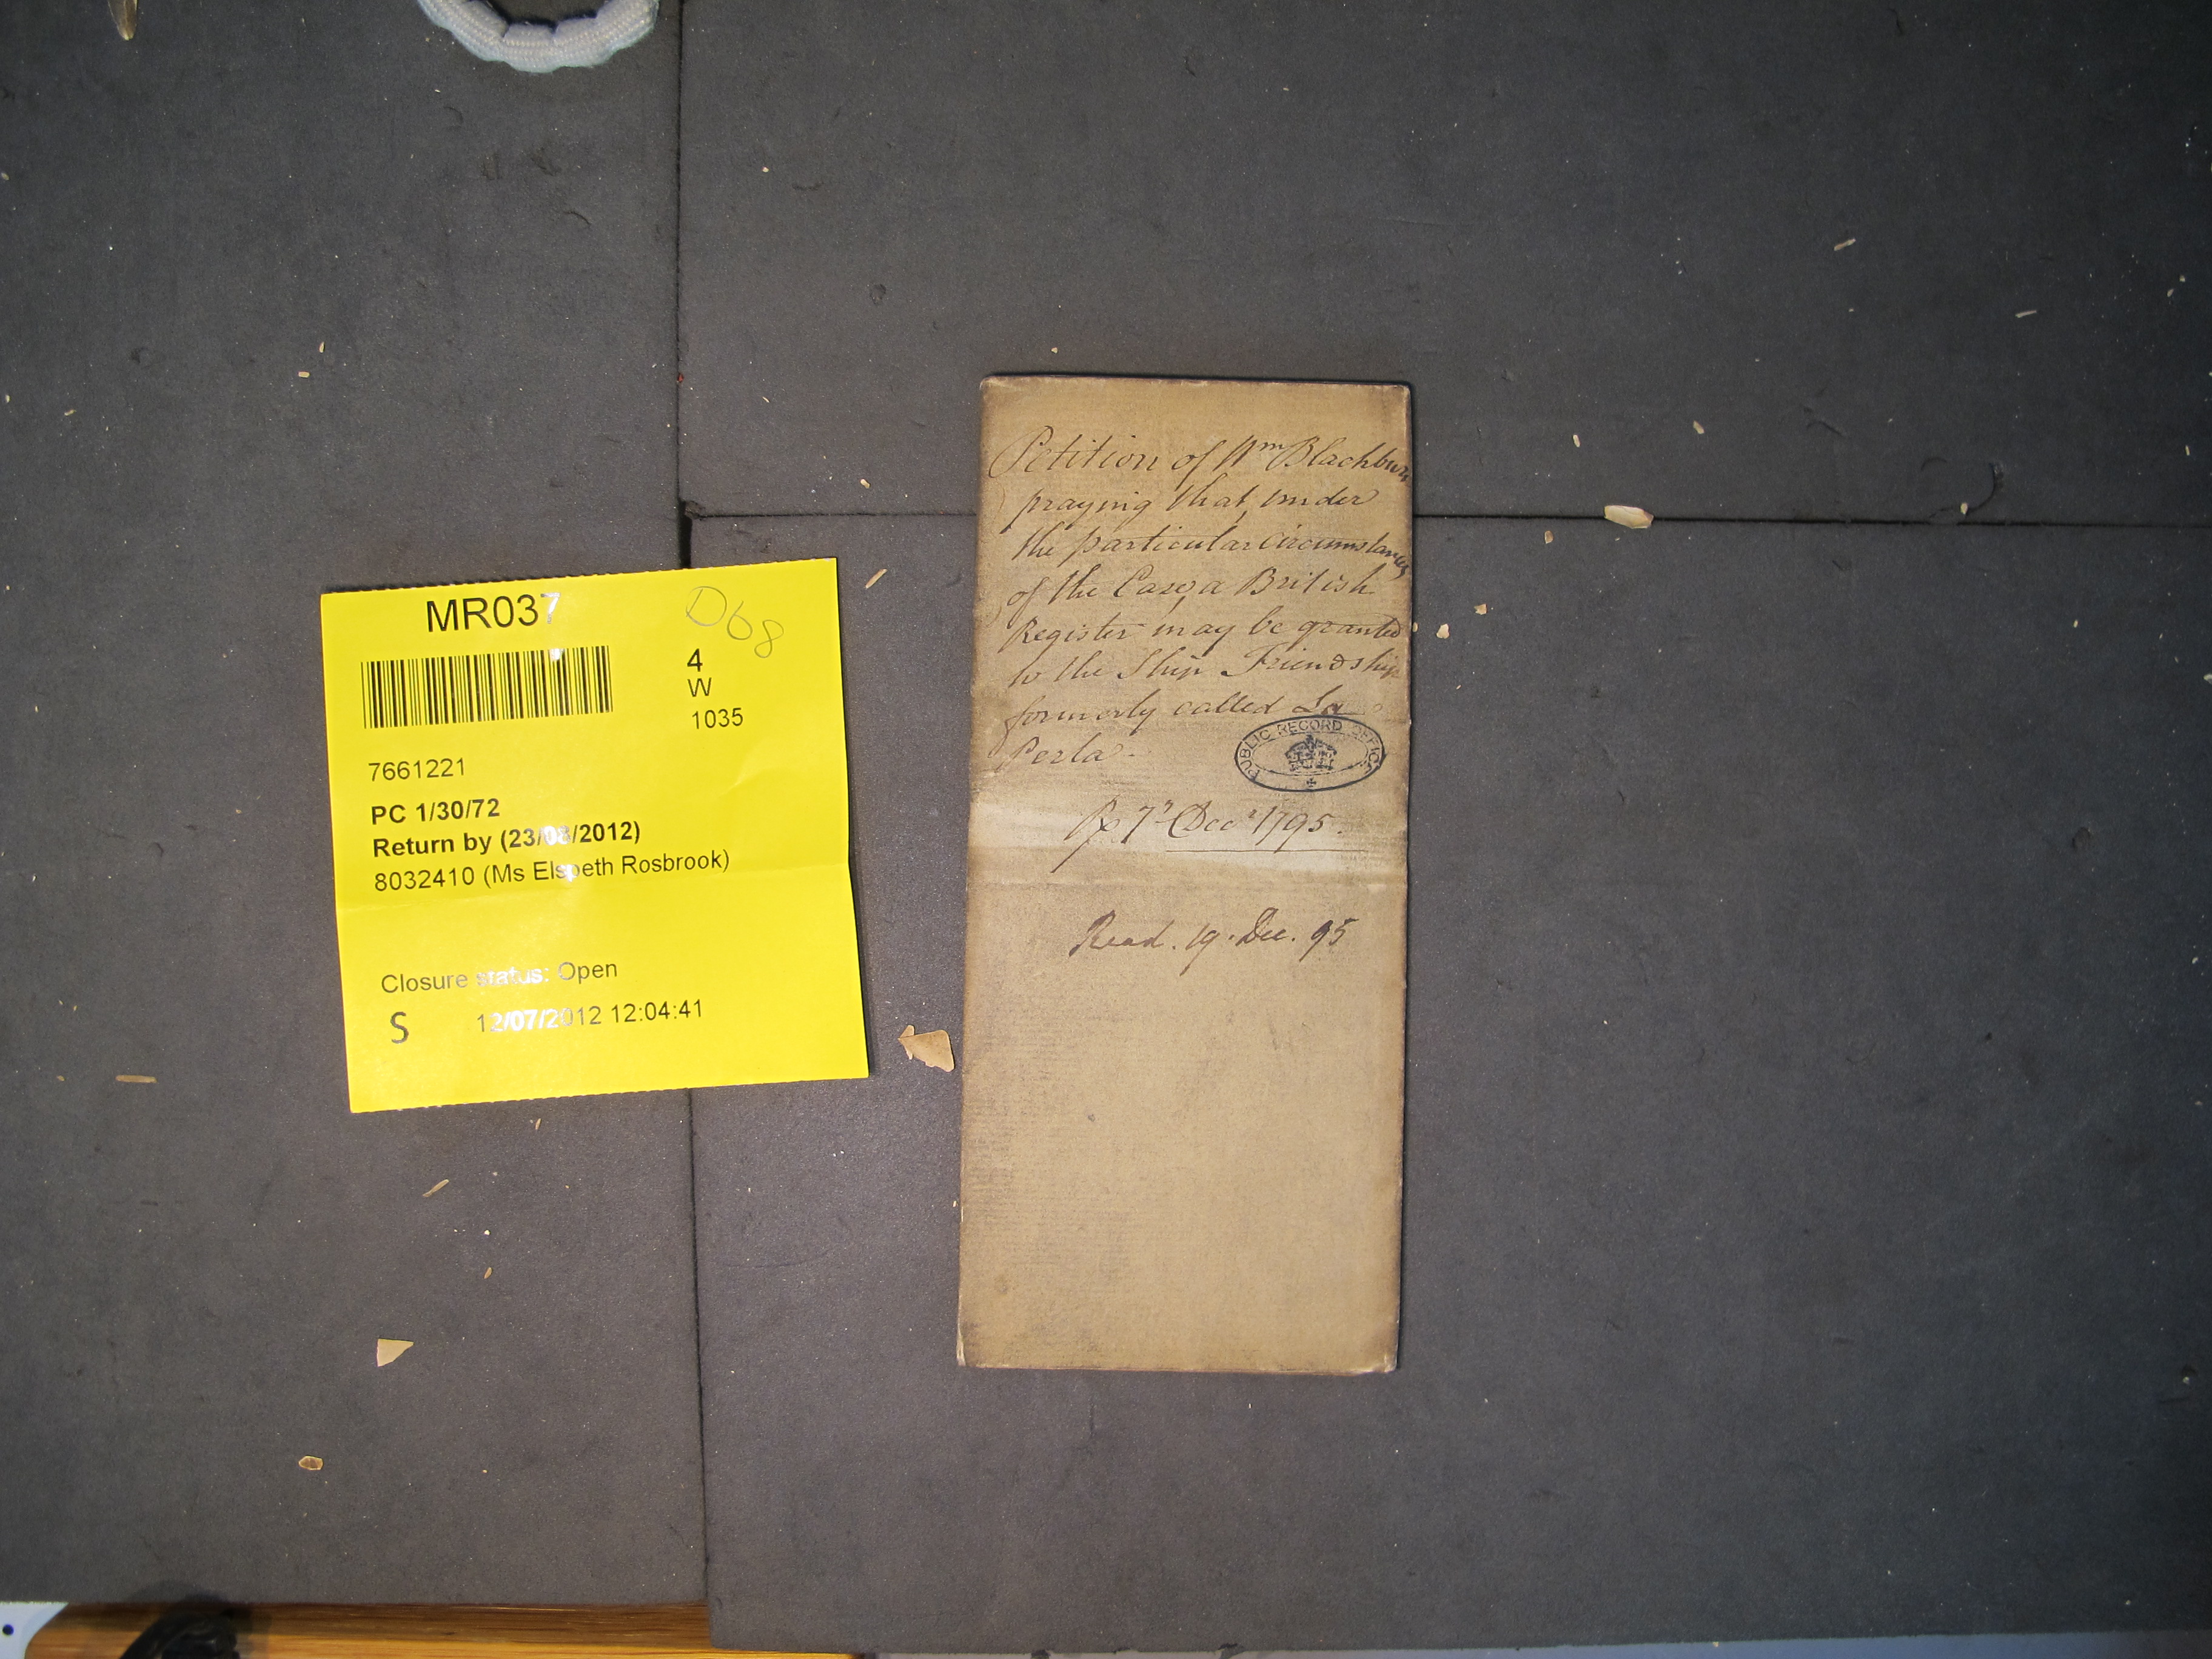 MR037
D68
4
W
1035
7661221
PC 1/30/72
Return by (23/08/2012)
8032410 (Ms Elspeth Rosbrook)
Closure status: Open
S 12/07/2012 12:04:41
Petition of Wm Blackburn
praying that under
the particular circumstances
of the Case, a British
Register may be granted
to the Ship Friendship
formerly called La
Perla -
PUBLIC RECORD OFFICE
7 Decr 1795.
Read. 19. Dec. 95